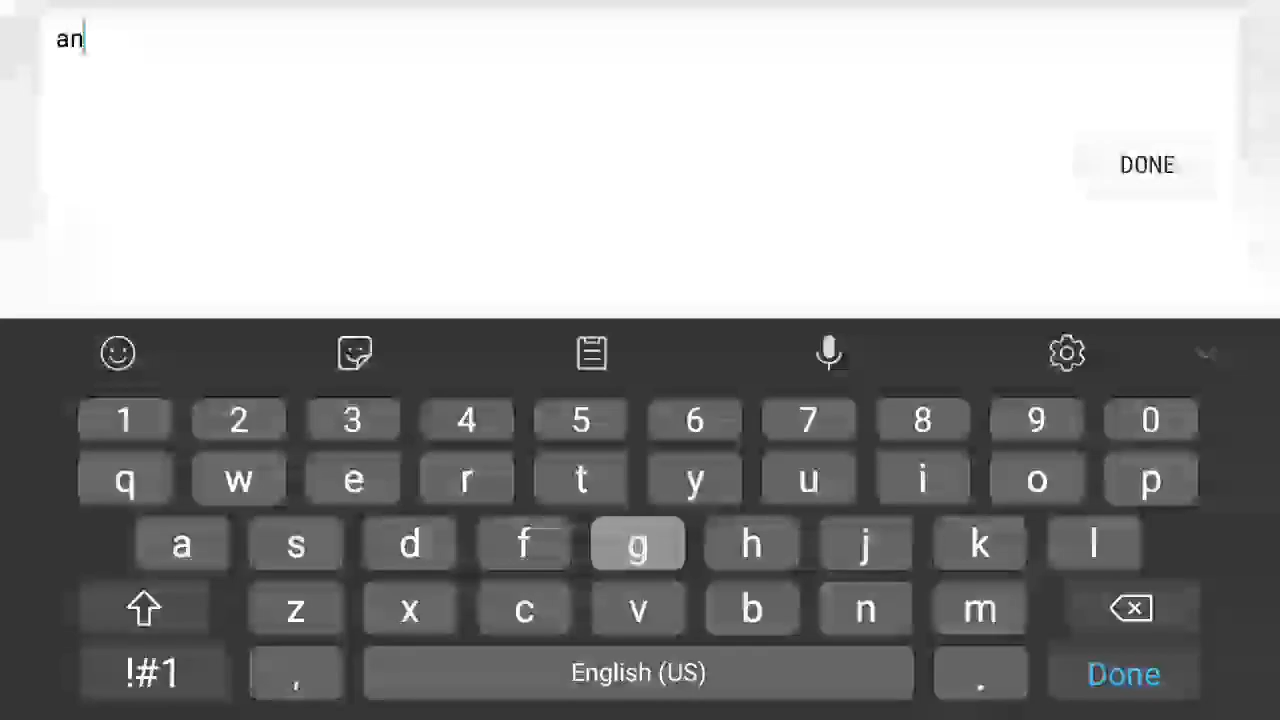 an
DONE
1 2 3 4 5 6 7 8 9 0
q w e r t y u i o p
a s d f g h j k l
z x c v b n m
!#1 , English (US) . Done